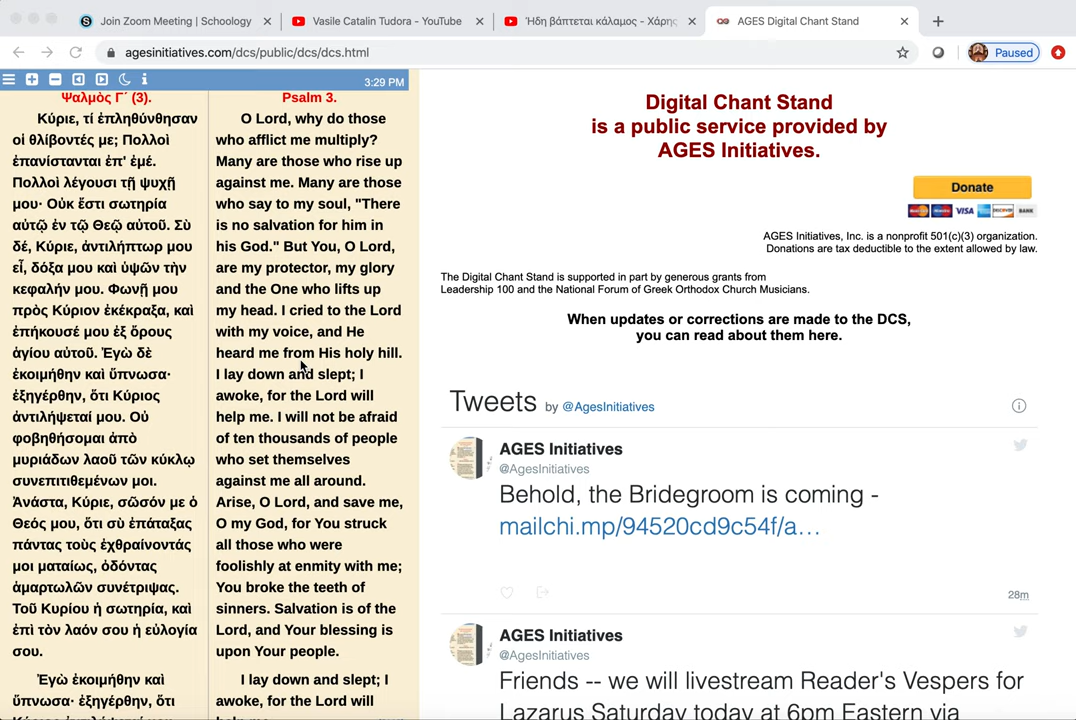 Join Zoom Meeting | Schoology
Vasile Catalin Tudora - YouTube
Ἤδη βάπτεται κάλαμος - Χάρης
AGES Digital Chant Stand
agesinitiatives.com/dcs/public/dcs/dcs.html
Paused
3:29 PM
Ψαλμὸς Γ΄ (3).
Κύριε, τί ἐπληθύνθησαν
οἱ θλίβοντές με; Πολλοὶ
ἐπανίστανται ἐπ' ἐμέ.
Πολλοὶ λέγουσι τῇ ψυχῇ
μου· Οὐκ ἔστι σωτηρία
αὐτῷ ἐν τῷ Θεῷ αὐτοῦ. Σὺ
δέ, Κύριε, ἀντιλήπτωρ μου
εἶ, δόξα μου καὶ ὑψῶν τὴν
κεφαλήν μου. Φωνῇ μου
πρὸς Κύριον ἐκέκραξα, καὶ
ἐπήκουσέ μου ἐξ ὄρους
ἁγίου αὐτοῦ. Ἐγὼ δὲ
ἐκοιμήθην καὶ ὕπνωσα·
ἐξηγέρθην, ὅτι Κύριος
ἀντιλήψεταί μου. Οὐ
φοβηθήσομαι ἀπὸ
μυριάδων λαοῦ τῶν κύκλῳ
συνεπιτιθεμένων μοι.
Ἀνάστα, Κύριε, σῶσόν με ὁ
Θεός μου, ὅτι σὺ ἐπάταξας
πάντας τοὺς ἐχθραίνοντάς
μοι ματαίως, ὀδόντας
ἁμαρτωλῶν συνέτριψας.
Τοῦ Κυρίου ἡ σωτηρία, καὶ
ἐπὶ τὸν λαόν σου ἡ εὐλογία
σου.
Ἐγὼ ἐκοιμήθην καὶ
ὕπνωσα· ἐξηγέρθην, ὅτι
Psalm 3.
O Lord, why do those
who afflict me multiply?
Many are those who rise up
against me. Many are those
who say to my soul, "There
is no salvation for him in
his God." But You, O Lord,
are my protector, my glory
and the One who lifts up
my head. I cried to the Lord
with my voice, and He
heard me from His holy hill.
I lay down and slept; I
awoke, for the Lord will
help me. I will not be afraid
of ten thousands of people
who set themselves
against me all around.
Arise, O Lord, and save me,
O my God, for You struck
all those who were
foolishly at enmity with me;
You broke the teeth of
sinners. Salvation is of the
Lord, and Your blessing is
upon Your people.
I lay down and slept; I
awoke, for the Lord will
Digital Chant Stand
is a public service provided by
AGES Initiatives.
Donate
VISA
DISCOVER
BANK
AGES Initiatives, Inc. is a nonprofit 501(c)(3) organization.
Donations are tax deductible to the extent allowed by law.
The Digital Chant Stand is supported in part by generous grants from
Leadership 100 and the National Forum of Greek Orthodox Church Musicians.
When updates or corrections are made to the DCS,
you can read about them here.
Tweets by @AgesInitiatives
AGES Initiatives
@AgesInitiatives
Behold, the Bridegroom is coming -
mailchi.mp/94520cd9c54f/a…
28m
AGES Initiatives
@AgesInitiatives
Friends -- we will livestream Reader's Vespers for
Lazarus Saturday today at 6pm Eastern via